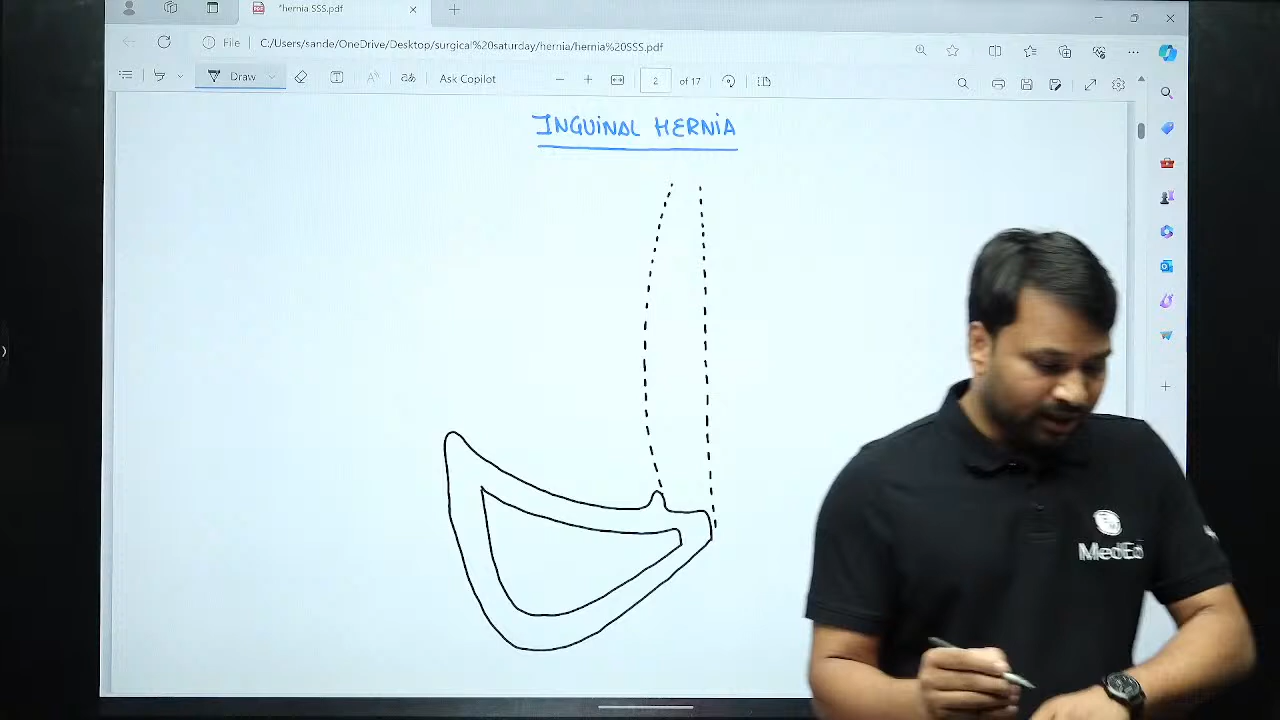 *hernia SSS.pdf
File
C:/Users/sande/OneDrive/Desktop/surgical%20saturday/hernia/hernia%20SSS.pdf
Draw
Ask Copilot
2 of 17
INGUINAL HERNIA
MedEd